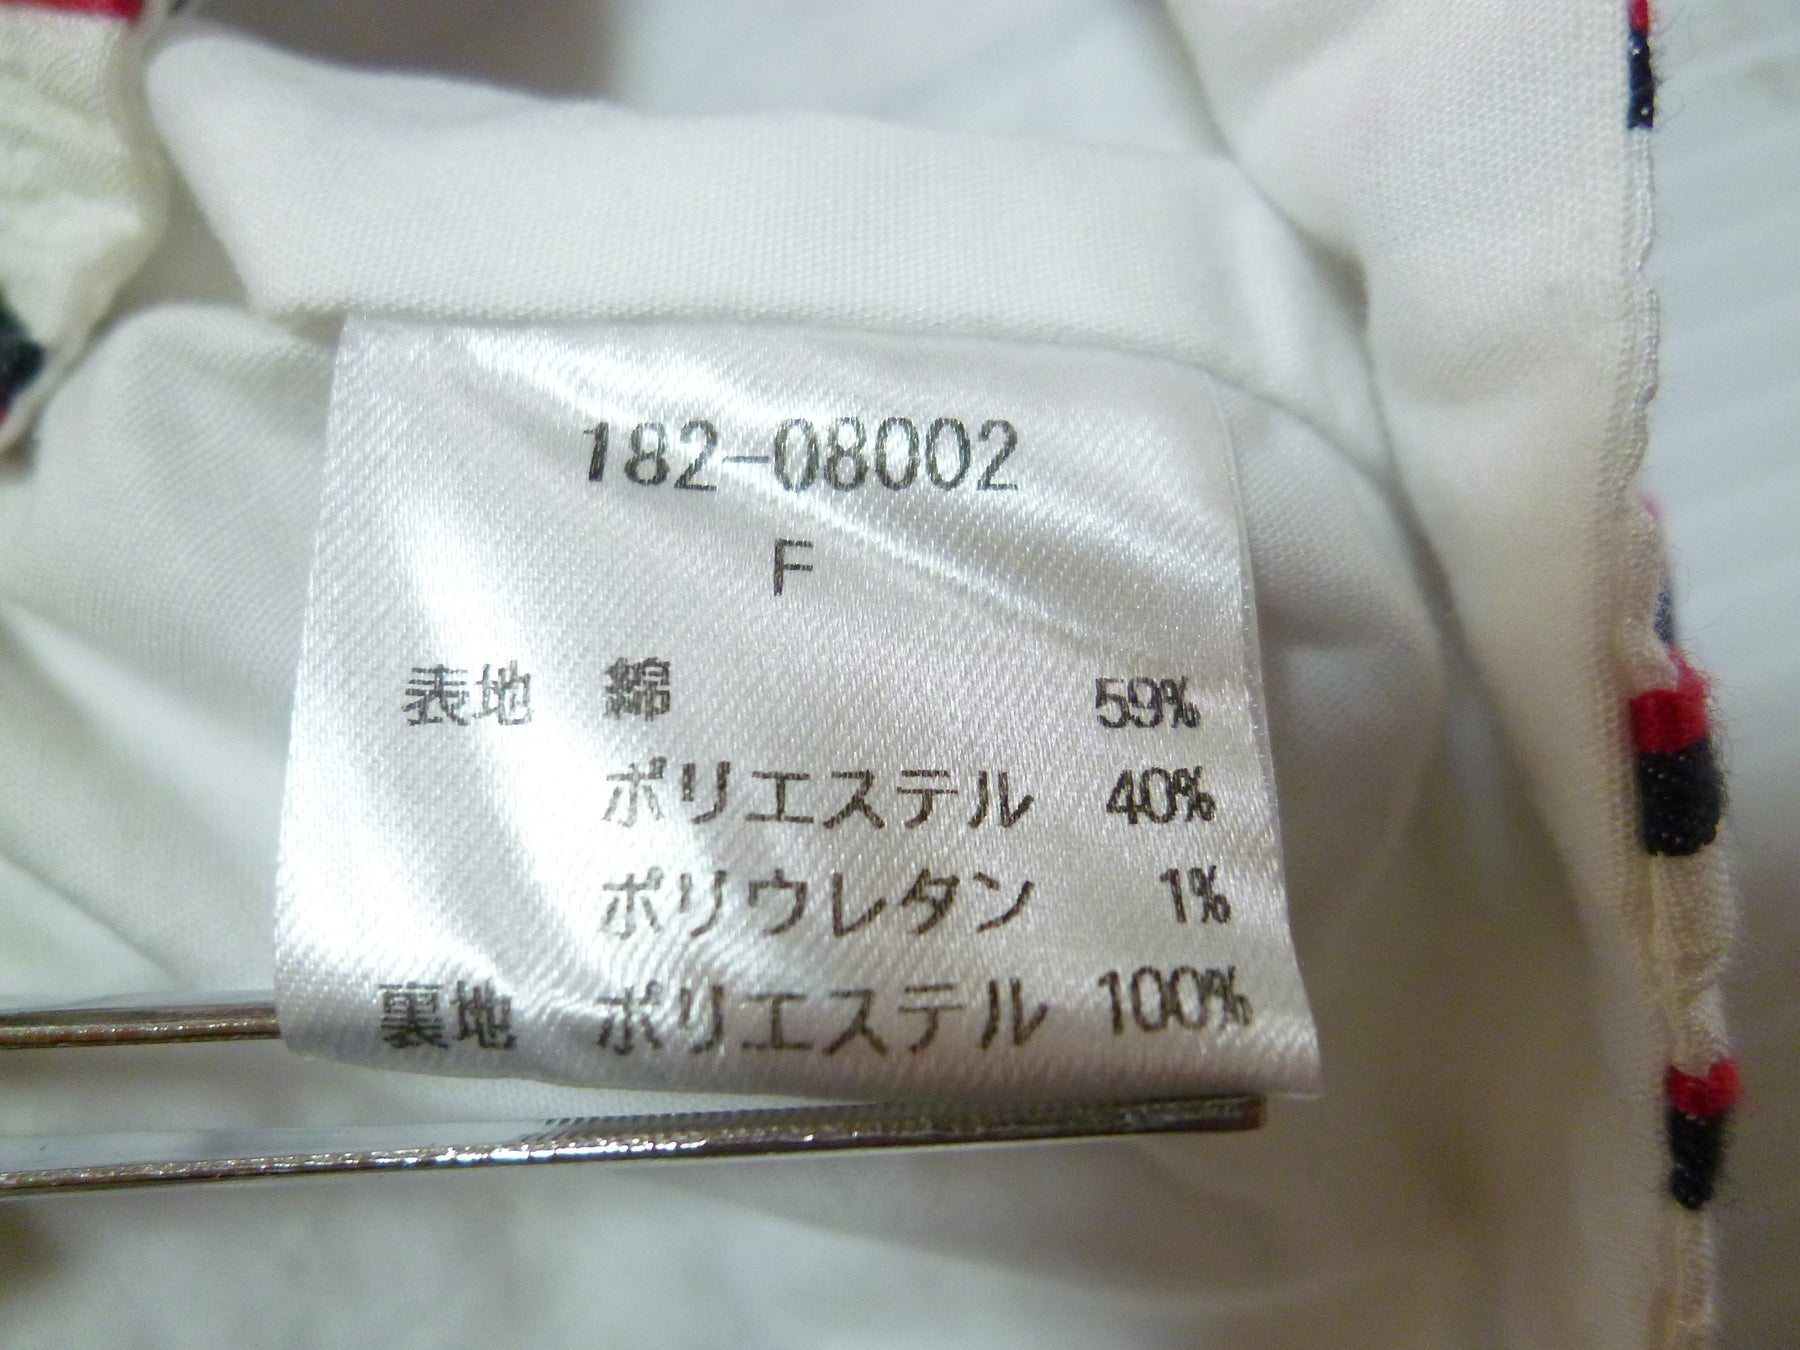 182-08002
F
表地 綿 59%
ポリエステル 40%
ポリウレタン 1%
裏地 ポリエステル 100%